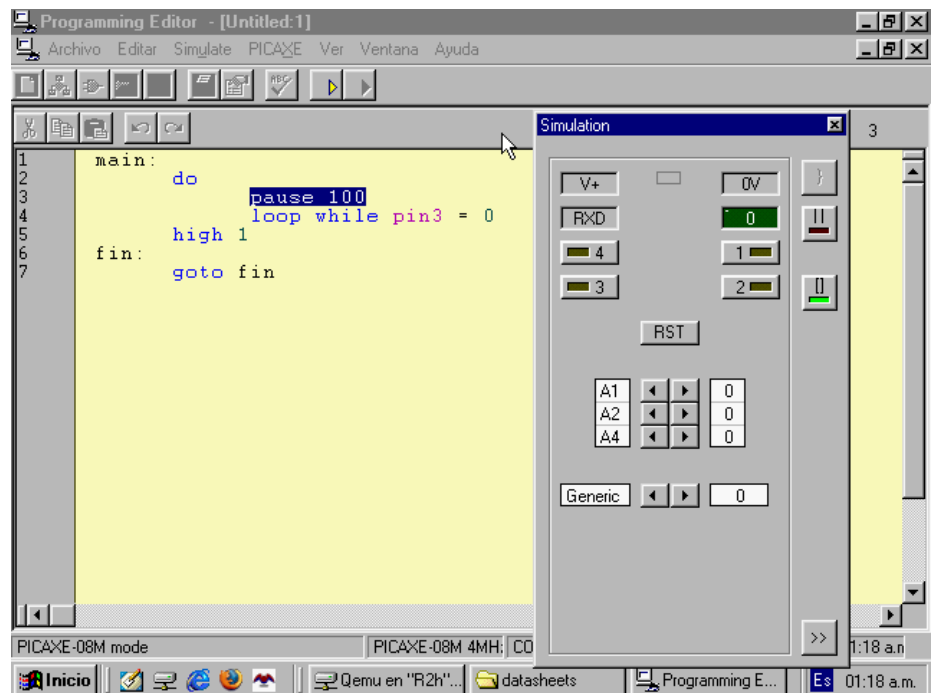 Programming Editor - [Untitled:1]
Archivo Editar Simulate PICAXE Ver Ventana Ayuda
ABC
3
1 main:
2 do
3 pause 100
4 loop while pin3 = 0
5 high 1
6 fin:
7 goto fin
Simulation
V+ 0V
RXD 0
4 1
3 2
RST
A1 0
A2 0
A4 0
Generic 0
>>
PICAXE-08M mode PICAXE-08M 4MH; CO 1:18 a.n
Inicio Qemu en "R2h"... datasheets Programming E... Es 01:18 a.m.